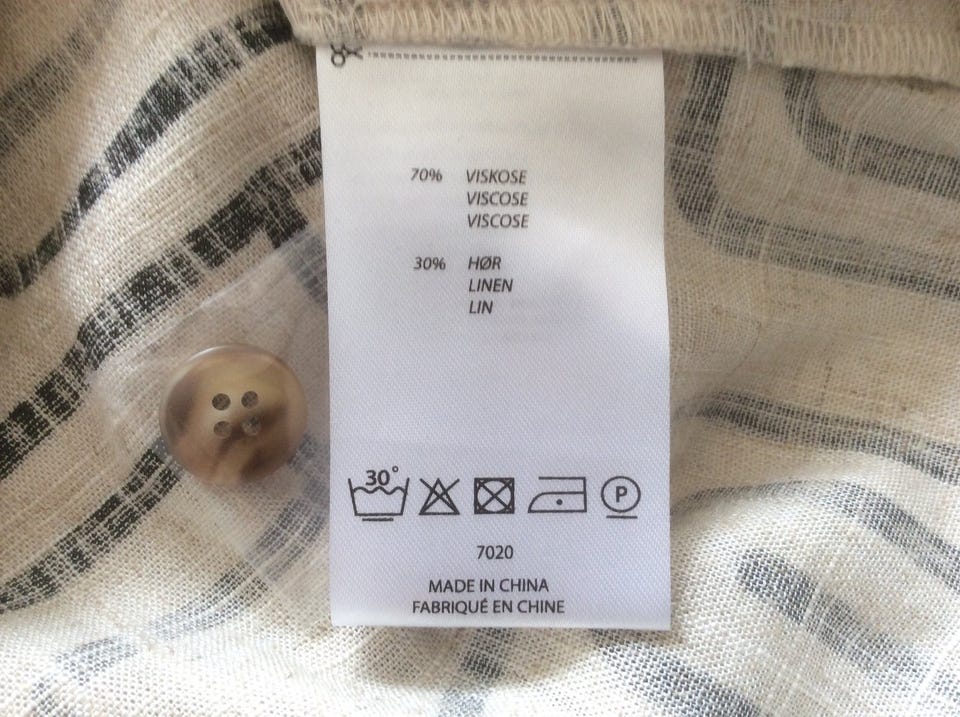 70% VISKOSE
VISCOSE
VISCOSE
30% HØR
LINEN
LIN
30°
P
7020
MADE IN CHINA
FABRIQUÉ EN CHINE